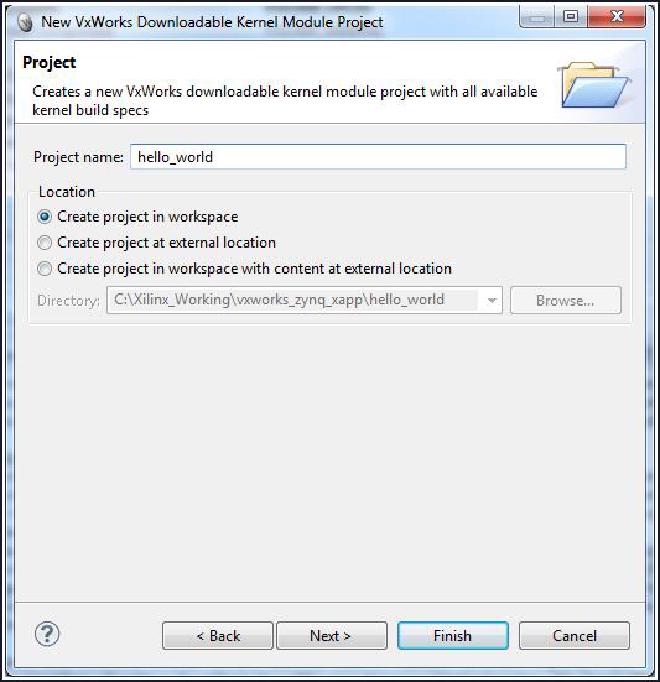 New VxWorks Downloadable Kernel Module Project
Project
Creates a new VxWorks downloadable kernel module project with all available
kernel build specs
Project name: hello_world
Location
Create project in workspace
Create project at external location
Create project in workspace with content at external location
Directory: C:\Xilinx_Working\vxworks_zynq_xapp\hello_world Browse...
? < Back Next > Finish Cancel